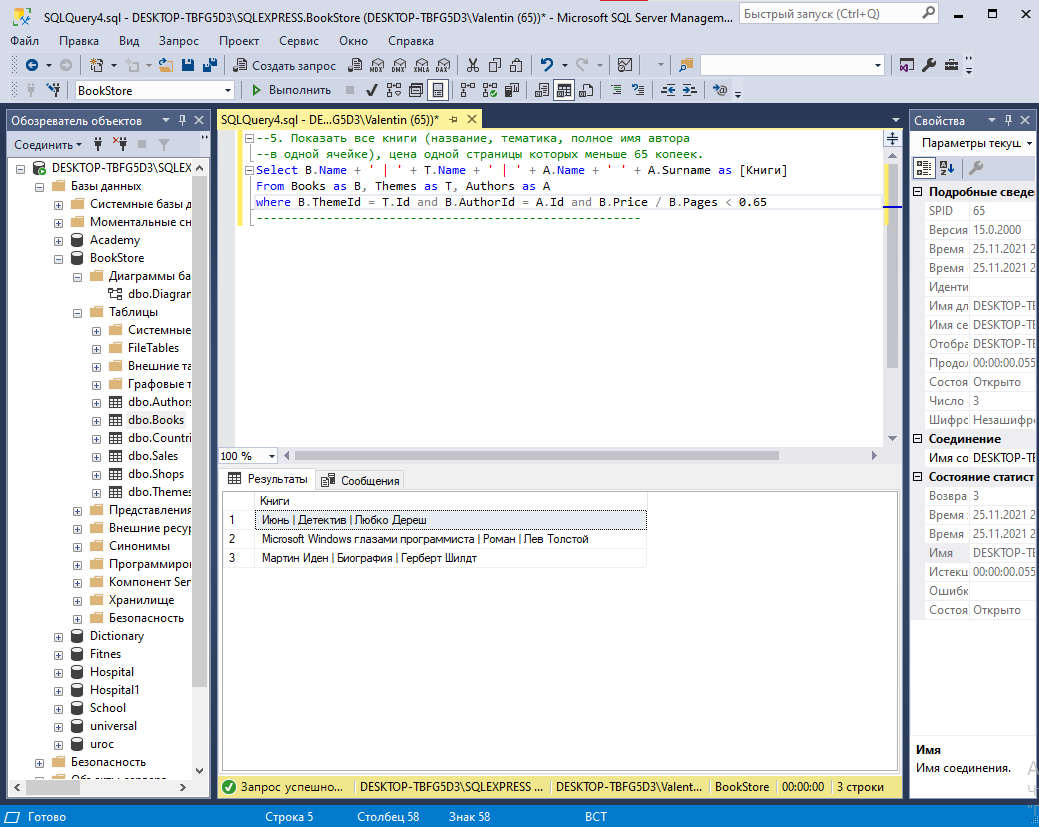 SQLQuery4.sql - DESKTOP-TBFG5D3\SQLEXPRESS.BookStore (DESKTOP-TBFG5D3\Valentin (65))* - Microsoft SQL Server Managem...
Быстрый запуск (Ctrl+Q)
Файл Правка Вид Запрос Проект Сервис Окно Справка
Создать запрос MDX DMX XMLA DAX
BookStore Выполнить
Обозреватель объектов
Соединить
DESKTOP-TBFG5D3\SQLEX
Базы данных
Системные базы д
Моментальные сн
Academy
BookStore
Диаграммы ба
dbo.Diagran
Таблицы
Системные
FileTables
Внешние та
Графовые т
dbo.Authors
dbo.Books
dbo.Countri
dbo.Sales
dbo.Shops
dbo.Themes
Представления
Внешние ресур
Синонимы
Программиров
Компонент Ser
Хранилище
Безопасность
Dictionary
Fitnes
Hospital
Hospital1
School
universal
uroc
Безопасность
Объекты сервера
SQLQuery4.sql - DE...G5D3\Valentin (65))*
--5. Показать все книги (название, тематика, полное имя автора
--в одной ячейке), цена одной страницы которых меньше 65 копеек.
Select B.Name + ' | ' + T.Name + ' | ' + A.Name + ' ' + A.Surname as [Книги]
From Books as B, Themes as T, Authors as A
where B.ThemeId = T.Id and B.AuthorId = A.Id and B.Price / B.Pages < 0.65
-------------------------------------------------------
100 %
Результаты Сообщения
Книги
1 Июнь | Детектив | Любко Дереш
2 Microsoft Windows глазами программиста | Роман | Лев Толстой
3 Мартин Иден | Биография | Герберт Шилдт
Запрос успешно... DESKTOP-TBFG5D3\SQLEXPRESS ... DESKTOP-TBFG5D3\Valent... BookStore 00:00:00 3 строки
Свойства
Параметры текущ
Подробные сведе
SPID 65
Версия 15.0.2000
Время 25.11.2021 2
Время 25.11.2021 2
Иденти
Имя дл DESKTOP-TB
Имя се DESKTOP-TB
Отобра DESKTOP-TB
Продол 00:00:00.055
Состоя Открыто
Число 3
Шифрс Незашифро
Соединение
Имя со DESKTOP-TB
Состояние статист
Возвра 3
Время 25.11.2021 2
Время 25.11.2021 2
Имя DESKTOP-TB
Истекш 00:00:00.055
Ошибк
Состоя Открыто
Имя
Имя соединения.
Готово Строка 5 Столбец 58 Знак 58 ВСТ